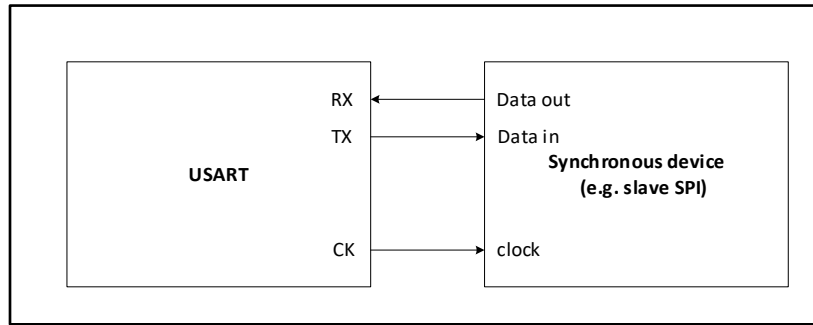 RX
Data out
TX
Data in
USART
Synchronous device
(e.g. slave SPI)
CK
clock